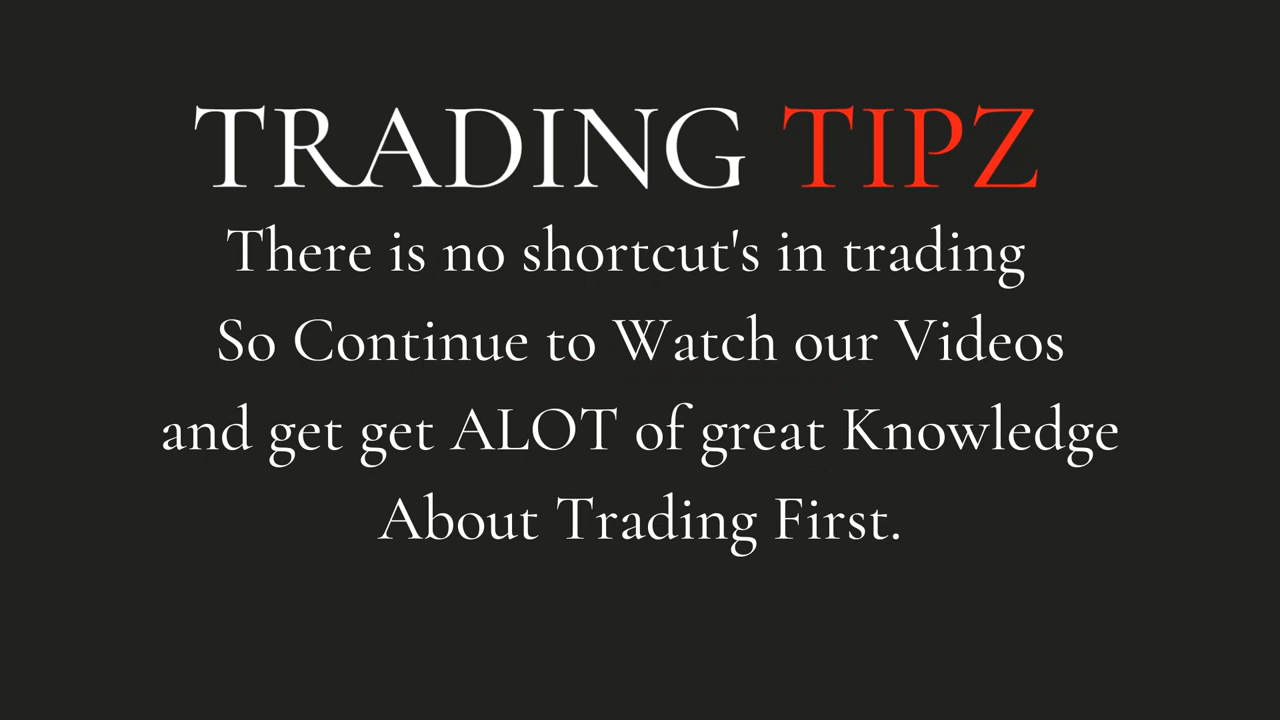 TRADING TIPZ
There is no shortcut's in trading
So Continue to Watch our Videos
and get get ALOT of great Knowledge
About Trading First.